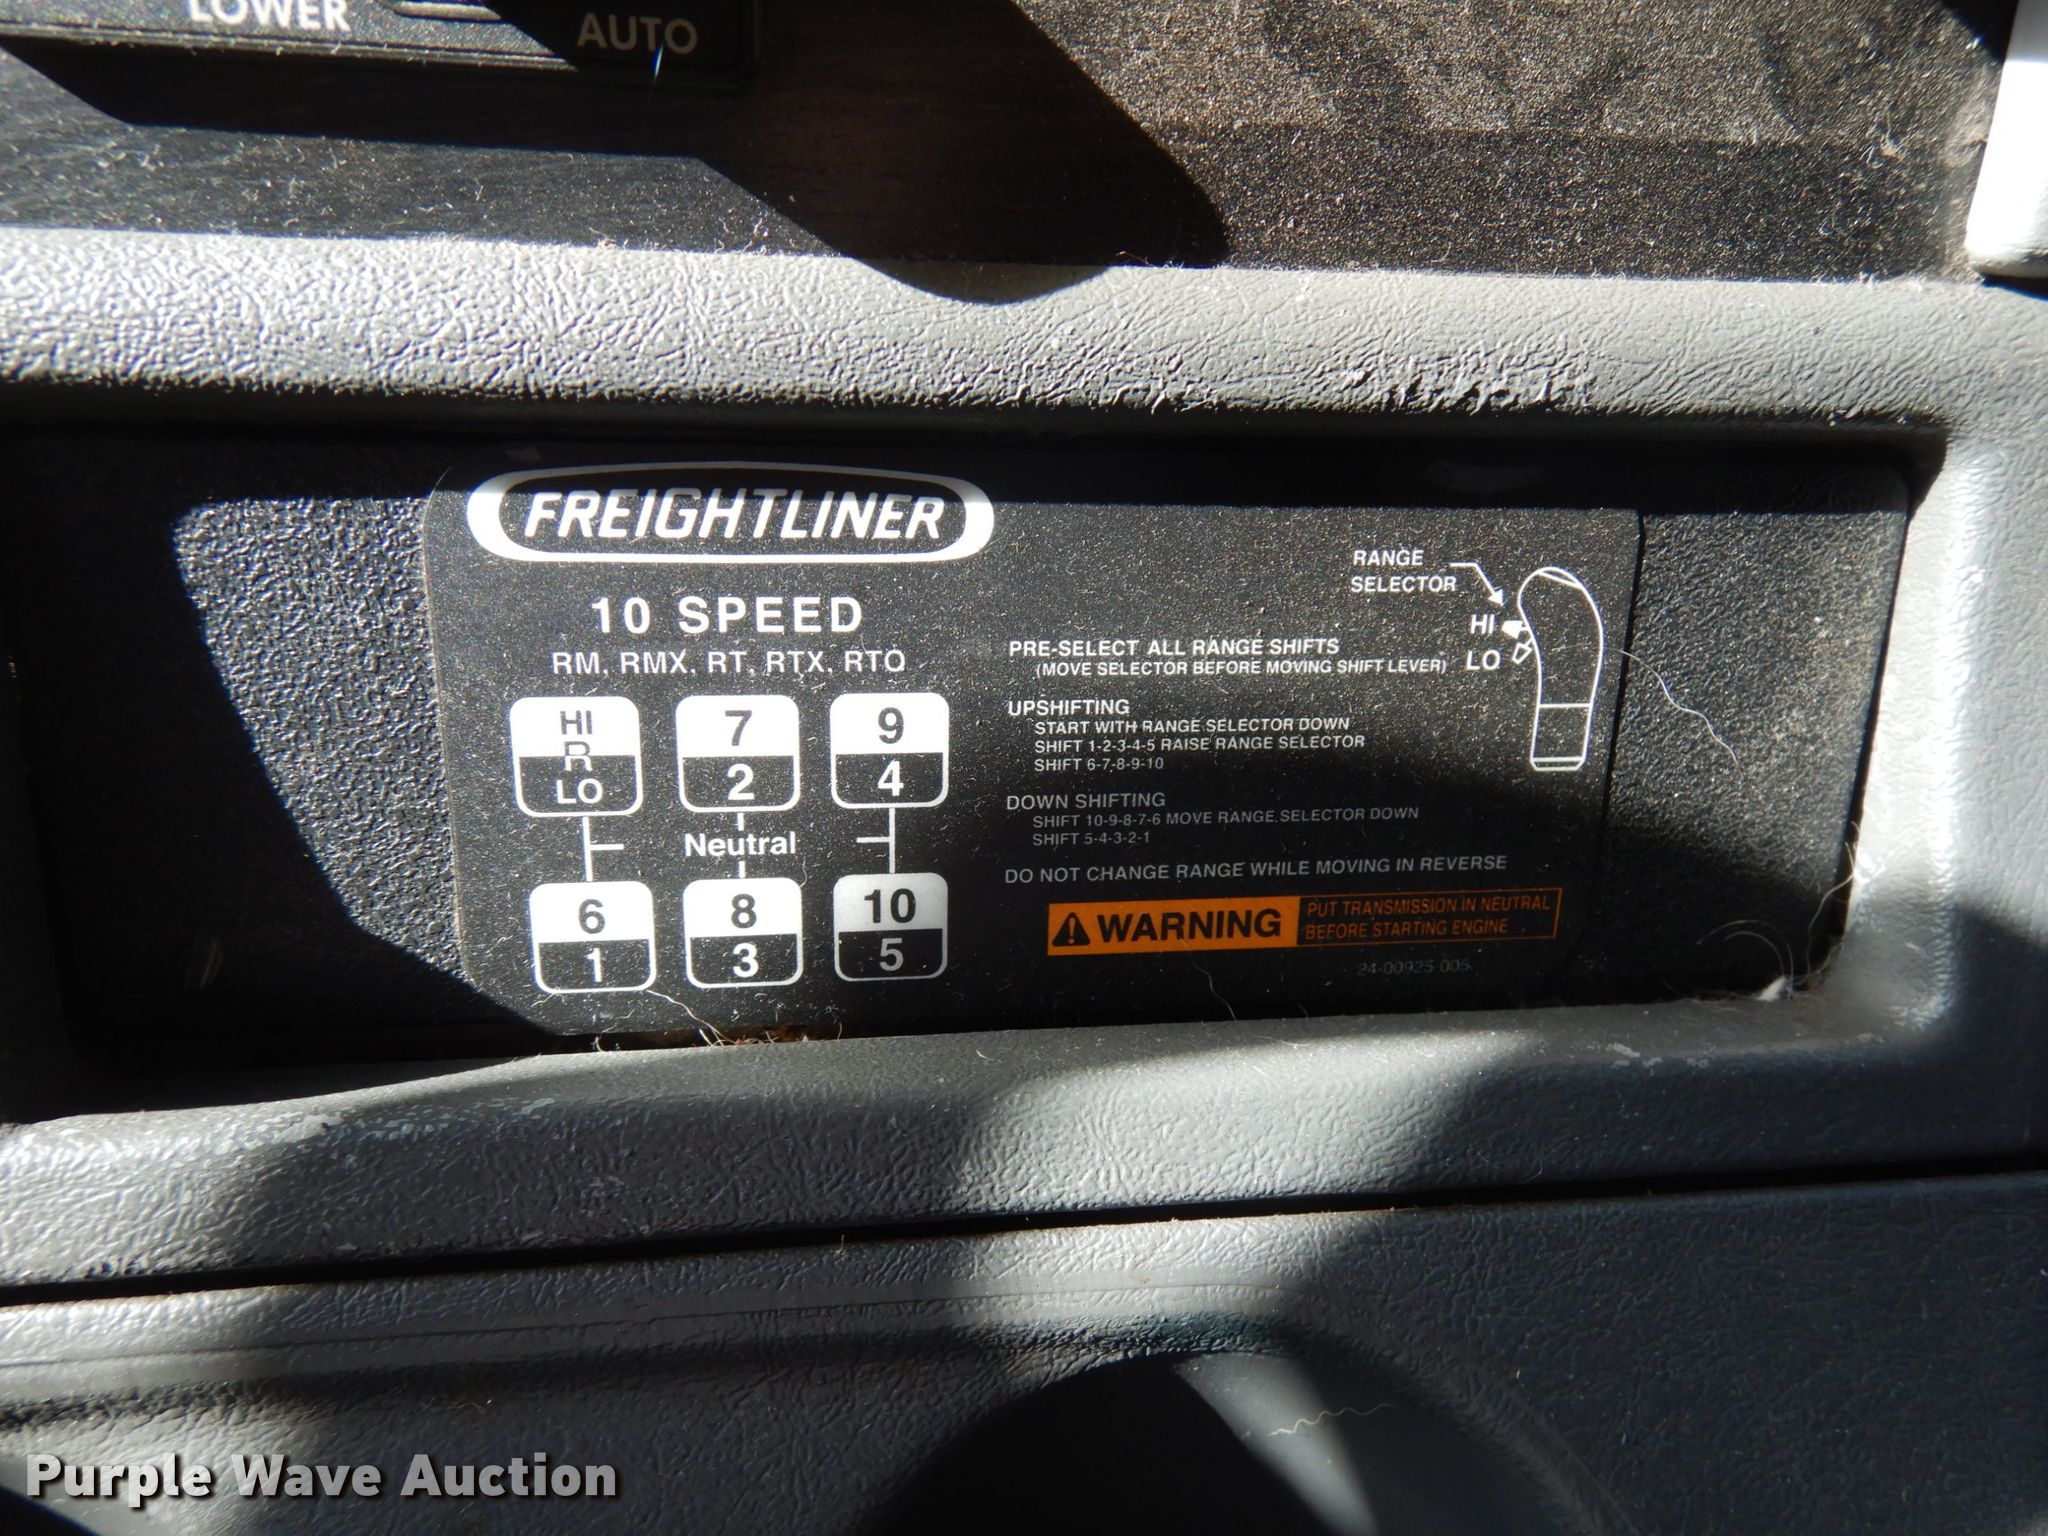 LOWER
AUTO
FREIGHTLINER
10 SPEED
RM, RMX, RT, RTX, RTO
HI
R
LO
7
2
9
4
Neutral
6
1
8
3
10
5
RANGE
SELECTOR
HI
LO
PRE-SELECT ALL RANGE SHIFTS
(MOVE SELECTOR BEFORE MOVING SHIFT LEVER)
UPSHIFTING
START WITH RANGE SELECTOR DOWN
SHIFT 1-2-3-4-5 RAISE RANGE SELECTOR
SHIFT 6-7-8-9-10
DOWN SHIFTING
SHIFT 10-9-8-7-6 MOVE RANGE SELECTOR DOWN
SHIFT 5-4-3-2-1
DO NOT CHANGE RANGE WHILE MOVING IN REVERSE
WARNING
PUT TRANSMISSION IN NEUTRAL
BEFORE STARTING ENGINE
24-00925-005
Purple Wave Auction